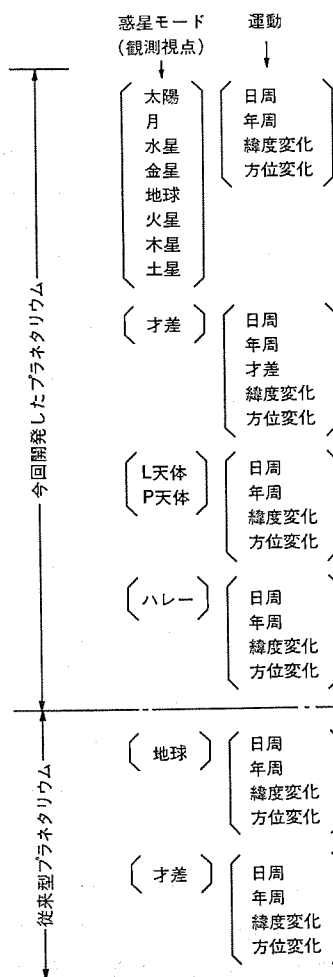 惑星モード
(観測視点)
運動
今回開発したプラネタリウム
太陽
月
水星
金星
地球
火星
木星
土星
日周
年周
緯度変化
方位変化
才差
日周
年周
才差
緯度変化
方位変化
L天体
P天体
日周
年周
緯度変化
方位変化
ハレー
日周
年周
緯度変化
方位変化
従来型プラネタリウム
地球
日周
年周
緯度変化
方位変化
才差
日周
年周
緯度変化
方位変化